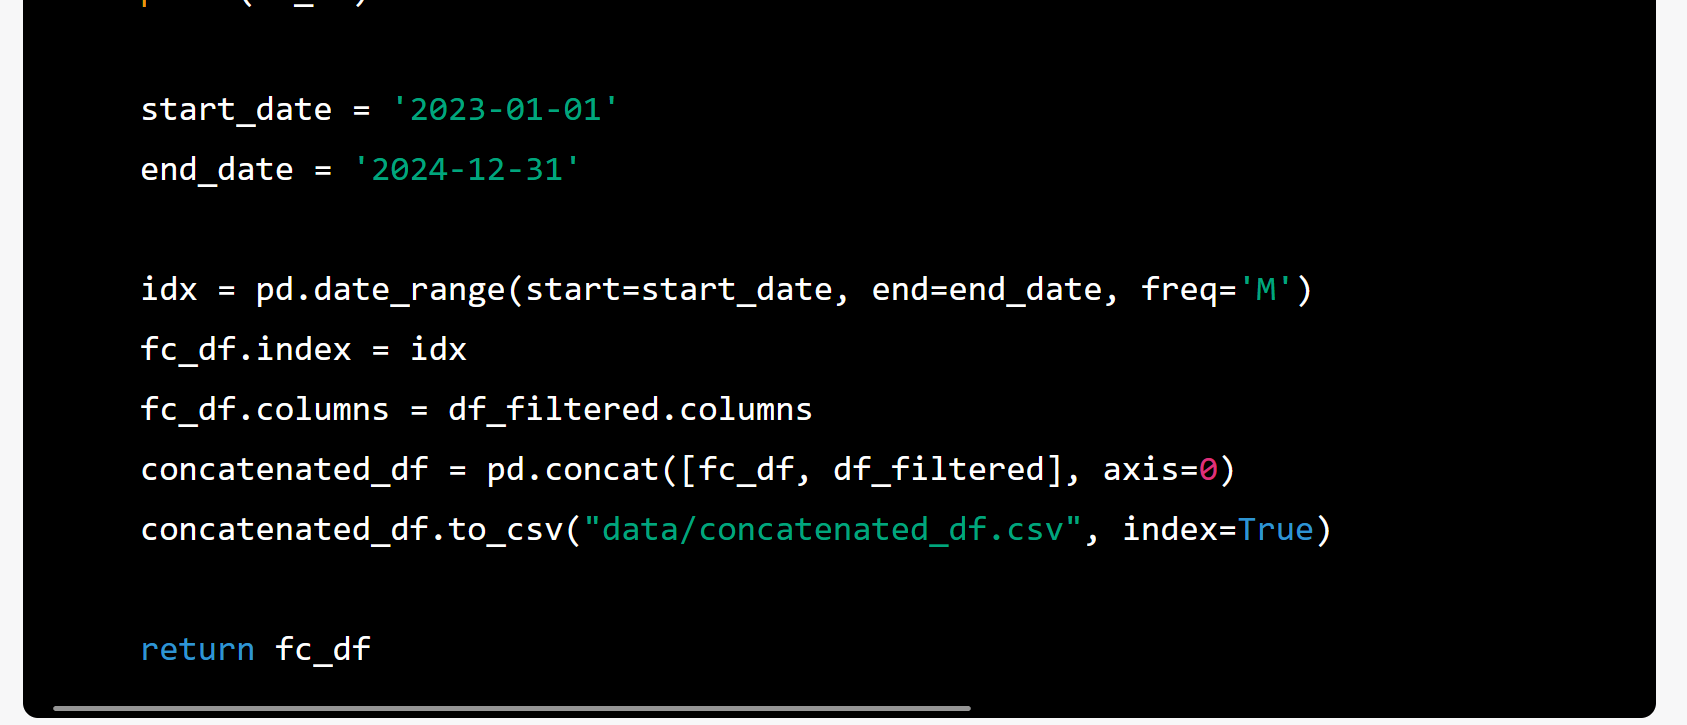 start_date = '2023-01-01'
end_date = '2024-12-31'
idx = pd.date_range(start=start_date, end=end_date, freq='M')
fc_df.index = idx
fc_df.columns = df_filtered.columns
concatenated_df = pd.concat([fc_df, df_filtered], axis=0)
concatenated_df.to_csv("data/concatenated_df.csv", index=True)
return fc_df